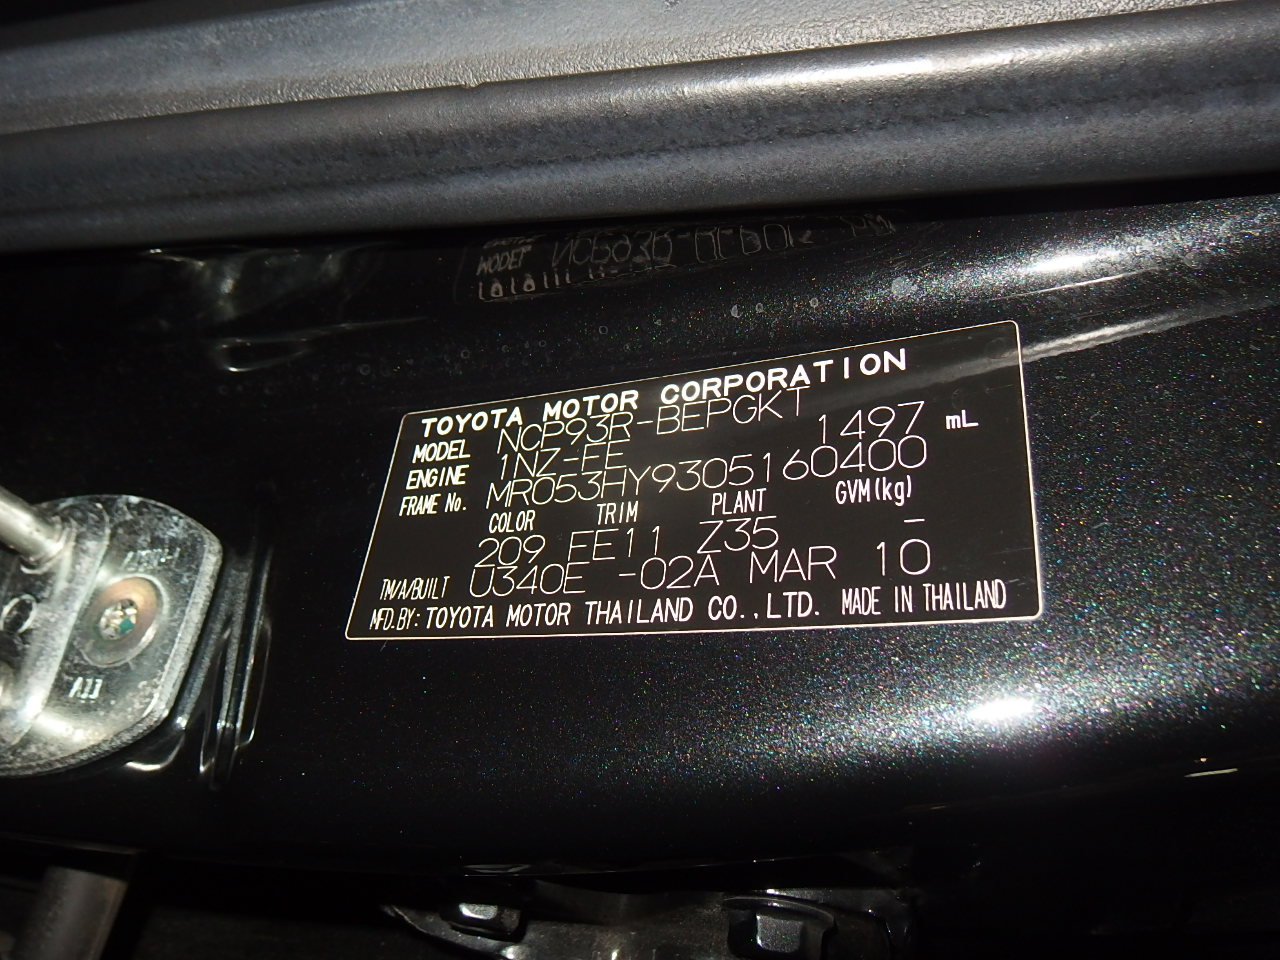 TOYOTA MOTOR CORPORATION
MODEL NCP93R-BEPGKT
ENGINE 1NZ-FE 1497 mL
FRAME No. MR053HY9305160400
COLOR TRIM PLANT GVM(kg)
209 EE11 Z35 –
TM/A/BUILT U340E -02A MAR 10
MFD.BY: TOYOTA MOTOR THAILAND CO.,LTD. MADE IN THAILAND
A11